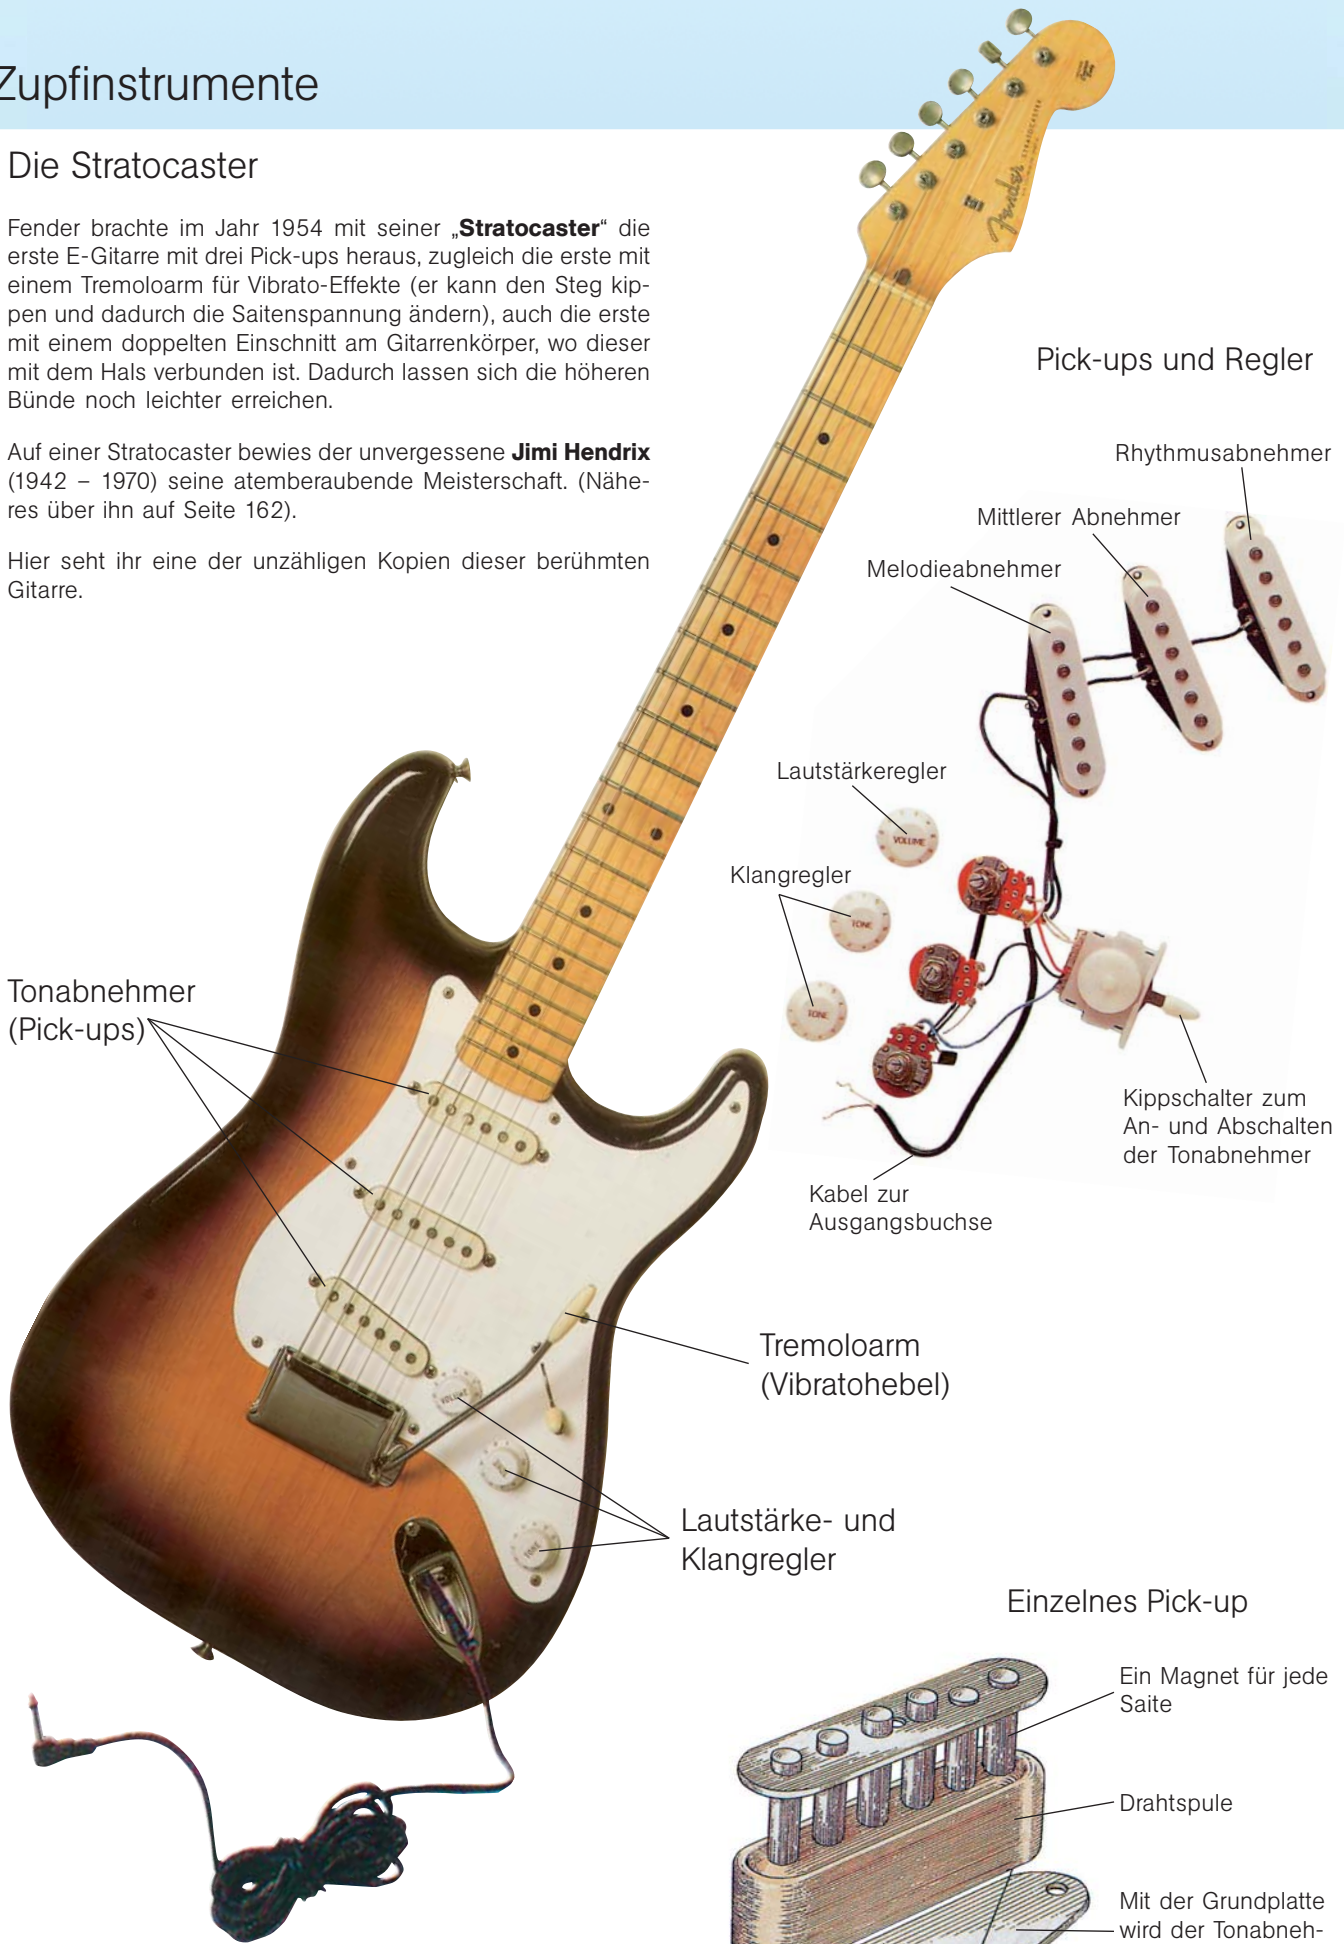 Zupfinstrumente
Die Stratocaster
Fender brachte im Jahr 1954 mit seiner „Stratocaster“ die
erste E-Gitarre mit drei Pick-ups heraus, zugleich die erste mit
einem Tremoloarm für Vibrato-Effekte (er kann den Steg kip-
pen und dadurch die Saitenspannung ändern), auch die erste
mit einem doppelten Einschnitt am Gitarrenkörper, wo dieser
mit dem Hals verbunden ist. Dadurch lassen sich die höheren
Bünde noch leichter erreichen.
Auf einer Stratocaster bewies der unvergessene Jimi Hendrix
(1942 – 1970) seine atemberaubende Meisterschaft. (Nähe-
res über ihn auf Seite 162).
Hier seht ihr eine der unzähligen Kopien dieser berühmten
Gitarre.
Fender
STRATOCASTER
Pick-ups und Regler
Rhythmusabnehmer
Mittlerer Abnehmer
Melodieabnehmer
Lautstärkeregler
VOLUME
Klangregler
TONE
TONE
Kippschalter zum
An- und Abschalten
der Tonabnehmer
Kabel zur
Ausgangsbuchse
Tonabnehmer
(Pick-ups)
Tremoloarm
(Vibratohebel)
VOLUME
TONE
Lautstärke- und
Klangregler
Einzelnes Pick-up
Ein Magnet für jede
Saite
Drahtspule
Mit der Grundplatte
wird der Tonabneh-